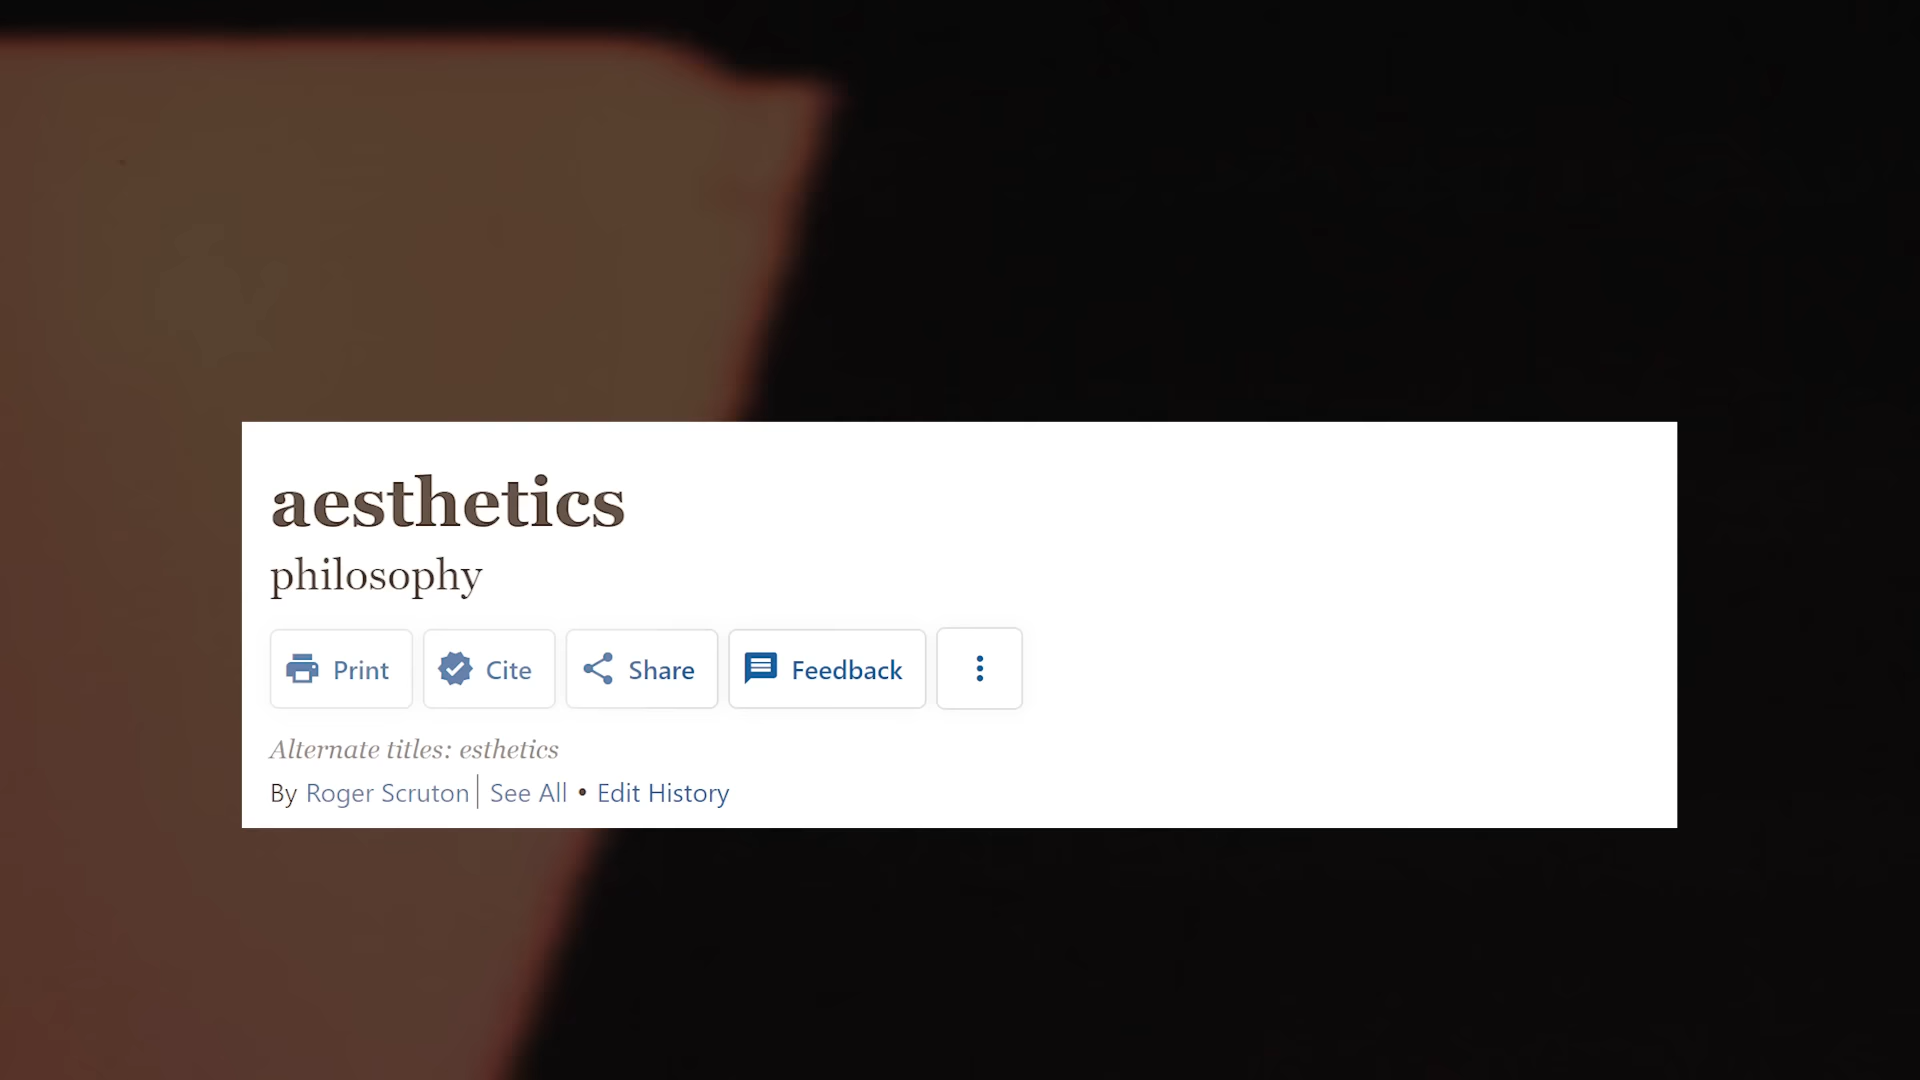 aesthetics
philosophy
Print Cite Share Feedback
Alternate titles: esthetics
By Roger Scruton | See All • Edit History